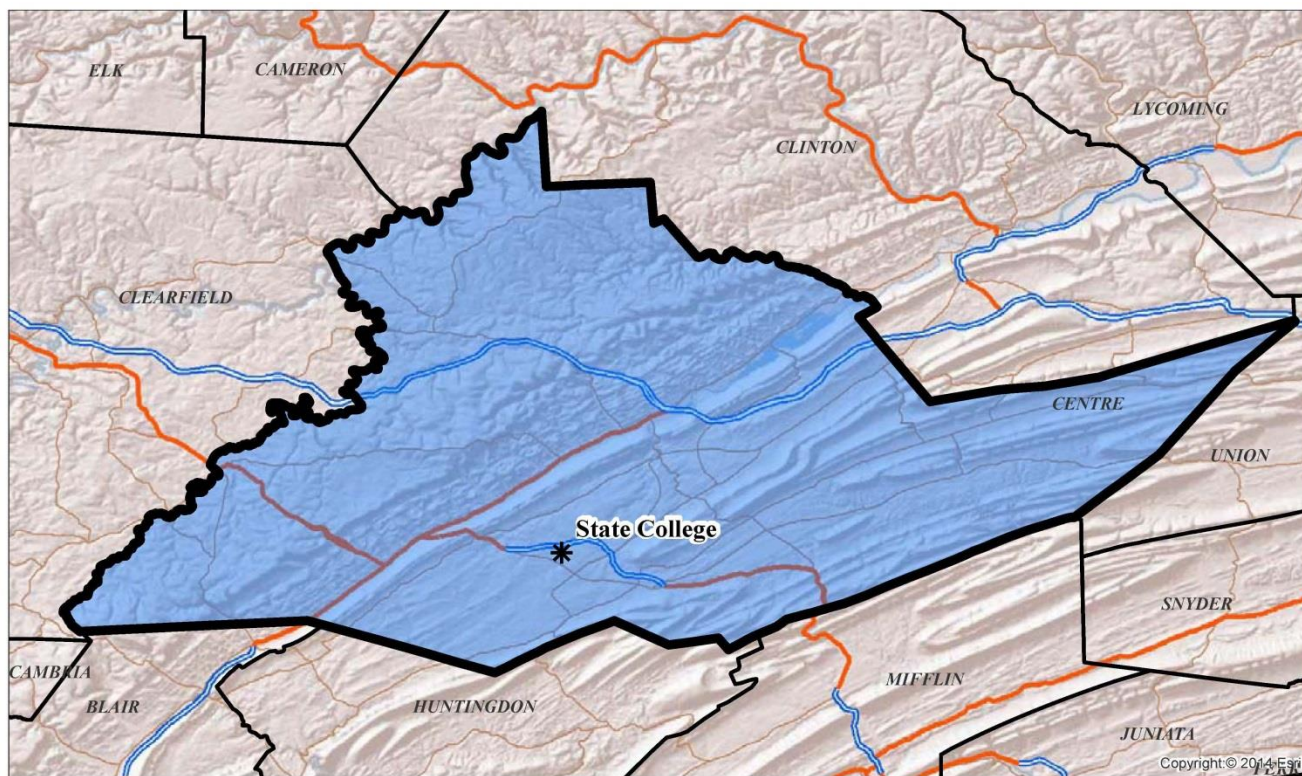 ELK
CAMERON
LYCOMING
CLINTON
CLEARFIELD
CENTRE
UNION
State College
SNYDER
CAMBRIA
BLAIR
HUNTINGDON
MIFFLIN
JUNIATA
Copyright:© 2014 Esri